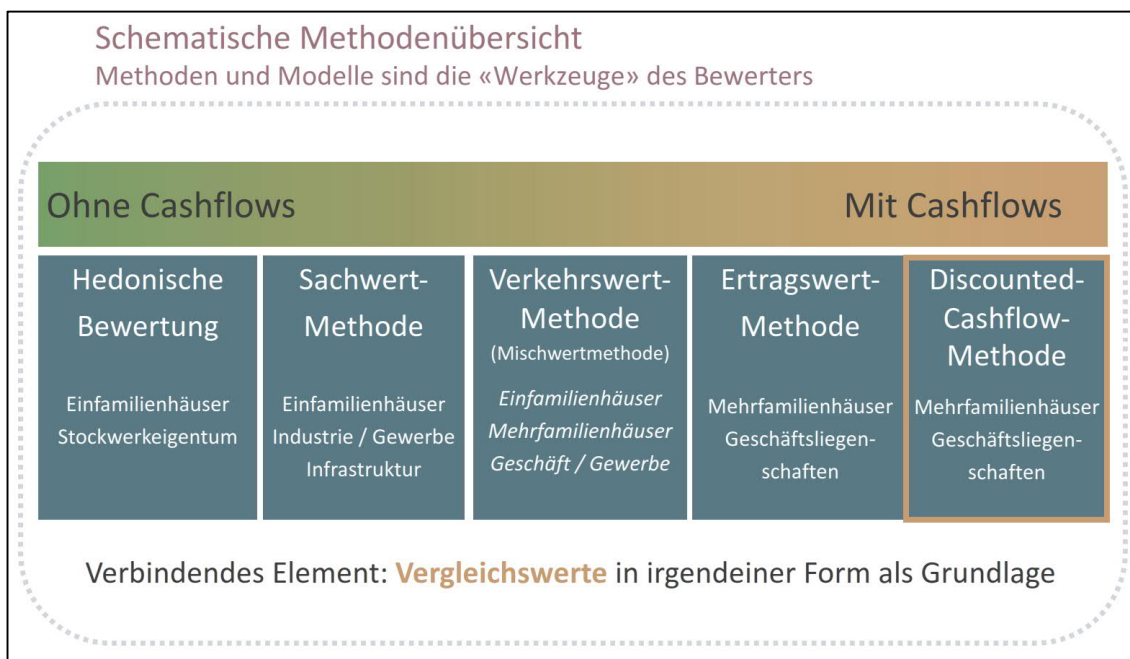 Schematische Methodenübersicht
Methoden und Modelle sind die «Werkzeuge» des Bewerters
Ohne Cashflows
Mit Cashflows
Hedonische
Bewertung
Einfamilienhäuser
Stockwerkeigentum
Sachwert-
Methode
Einfamilienhäuser
Industrie / Gewerbe
Infrastruktur
Verkehrswert-
Methode
(Mischwertmethode)
Einfamilienhäuser
Mehrfamilienhäuser
Geschäft / Gewerbe
Ertragswert-
Methode
Mehrfamilienhäuser
Geschäftsliegen-
schaften
Discounted-
Cashflow-
Methode
Mehrfamilienhäuser
Geschäftsliegen-
schaften
Verbindendes Element: Vergleichswerte in irgendeiner Form als Grundlage